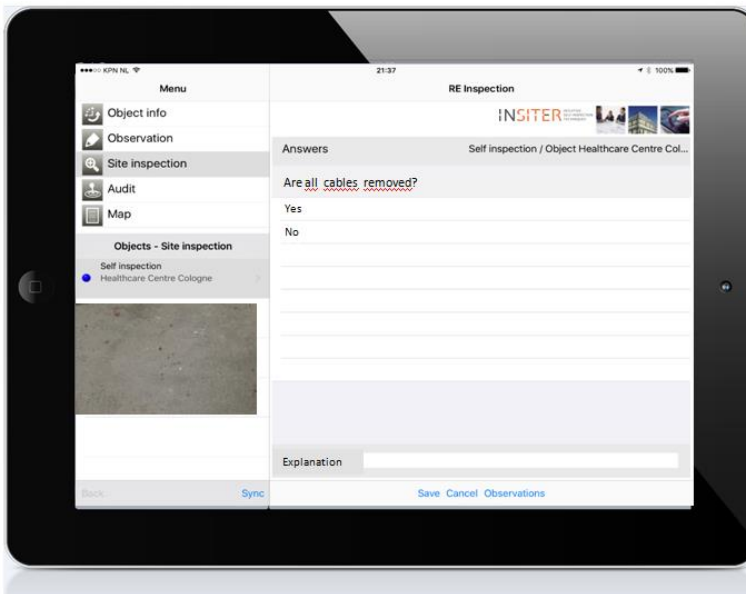 ●●●○○ KPN NL
21:37
100%
Menu
RE Inspection
Object info
Observation
Site inspection
Audit
Map
Objects - Site inspection
Self inspection
Healthcare Centre Cologne
Back
Sync
INSITER
Answers
Self inspection / Object Healthcare Centre Col...
Are all cables removed?
Yes
No
Explanation
Save Cancel Observations